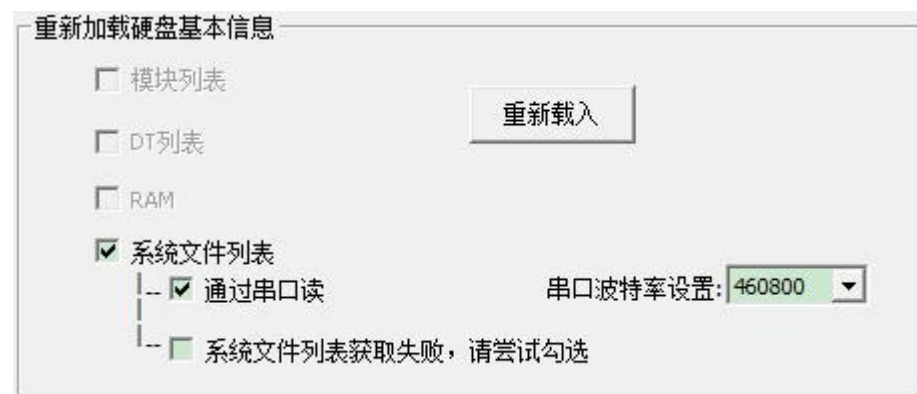 重新加载硬盘基本信息
模块列表
重新载入
DT列表
RAM
系统文件列表
通过串口读
串口波特率设置: 460800
系统文件列表获取失败，请尝试勾选